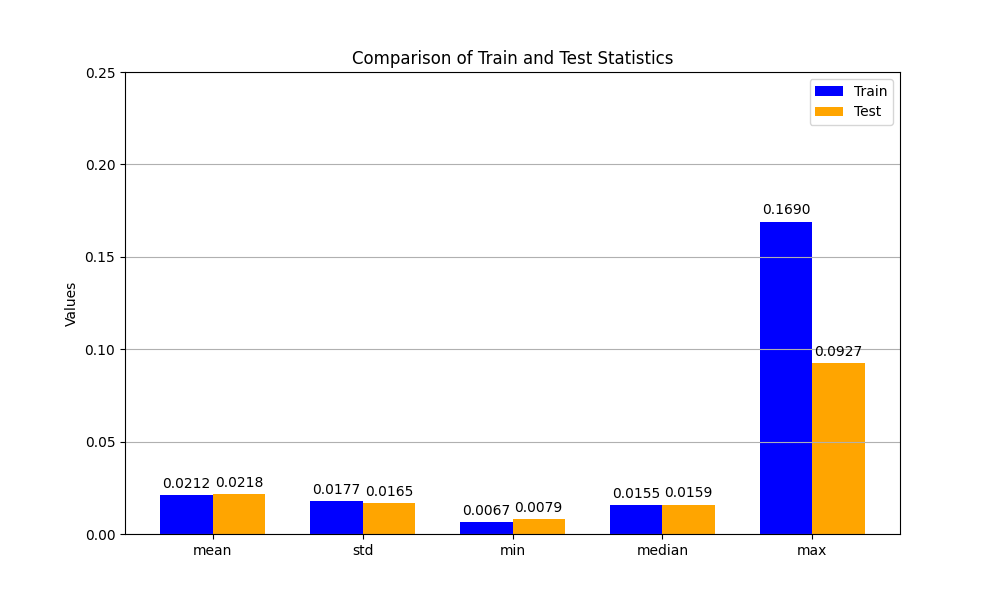 Comparison of Train and Test Statistics
0.25
0.20
0.15
0.10
0.05
0.00
Values
Train
Test
0.0212 0.0218
0.0177 0.0165
0.0067 0.0079
0.0155 0.0159
0.1690
0.0927
mean std min median max